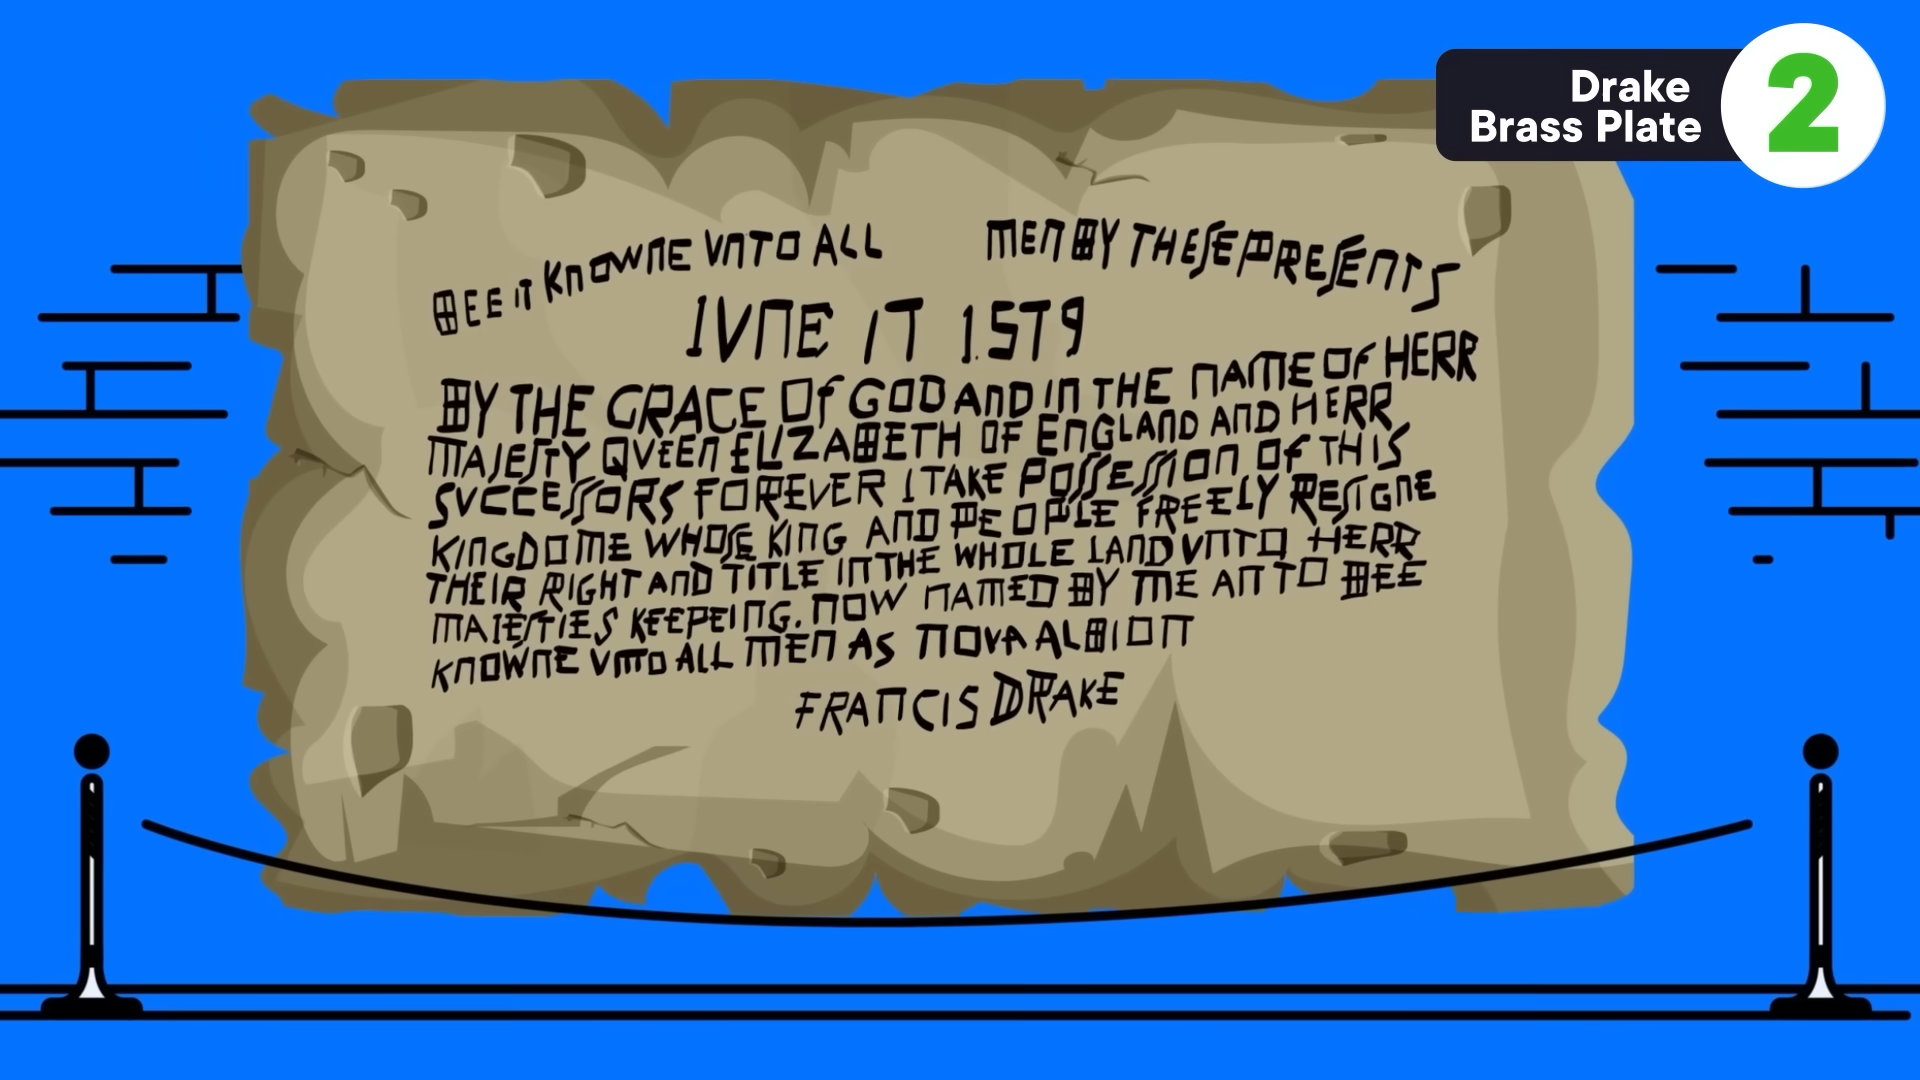 Drake
Brass Plate
2
BEE IT KNOWNE VNTO ALL MEN BY THESE PRESENTS
IVNE 17 1579
BY THE GRACE OF GOD AND IN THE NAME OF HERR
MAJESTY QVEEN ELIZABETH OF ENGLAND AND HERR
SVCCESSORS FOREVER I TAKE POSSESSION OF THIS
KINGDOME WHOSE KING AND PEOPLE FREELY RESIGNE
THEIR RIGHT AND TITLE IN THE WHOLE LAND VNTO HERR
MAIESTIES KEEPEING. NOW NAMED BY ME AN TO BEE
KNOWNE VNTO ALL MEN AS NOVA ALBION
FRANCIS DRAKE